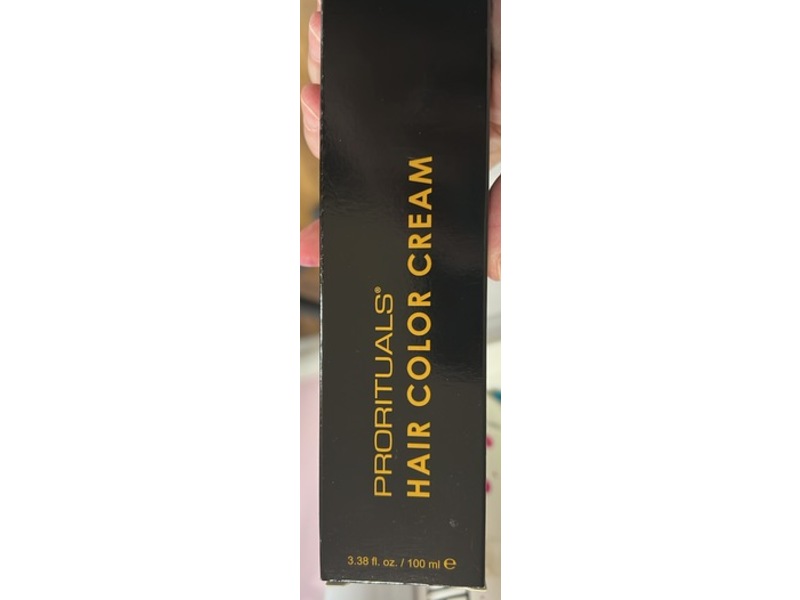 PRORITUALS®
HAIR COLOR CREAM
3.38 fl. oz. / 100 ml ℮